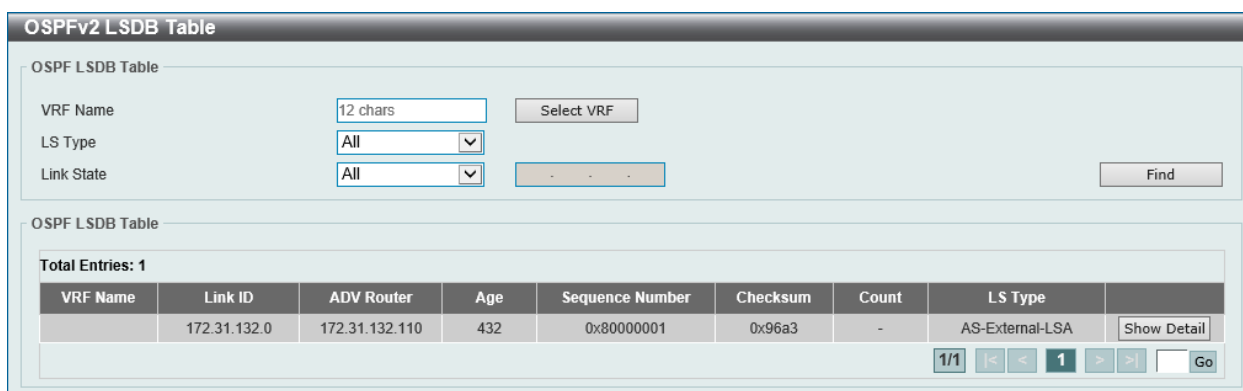 OSPFv2 LSDB Table
OSPF LSDB Table
VRF Name 12 chars Select VRF
LS Type All
Link State All . . . Find
OSPF LSDB Table
Total Entries: 1
VRF Name Link ID ADV Router Age Sequence Number Checksum Count LS Type
172.31.132.0 172.31.132.110 432 0x80000001 0x96a3 - AS-External-LSA Show Detail
1/1 |< < 1 > >| Go